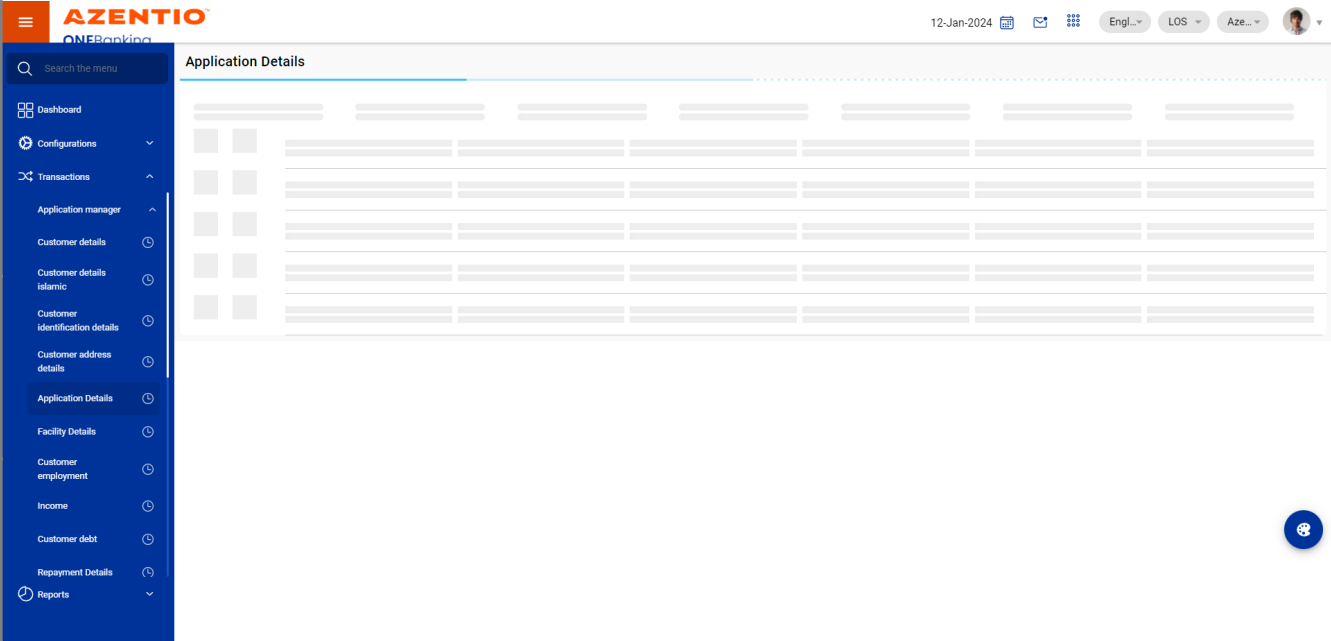 AZENTIO™
ONEBanking
12-Jan-2024
Engl...
LOS
Aze...
Search the menu
Application Details
Dashboard
Configurations
Transactions
Application manager
Customer details
Customer details
islamic
Customer
identification details
Customer address
details
Application Details
Facility Details
Customer
employment
Income
Customer debt
Repayment Details
Reports